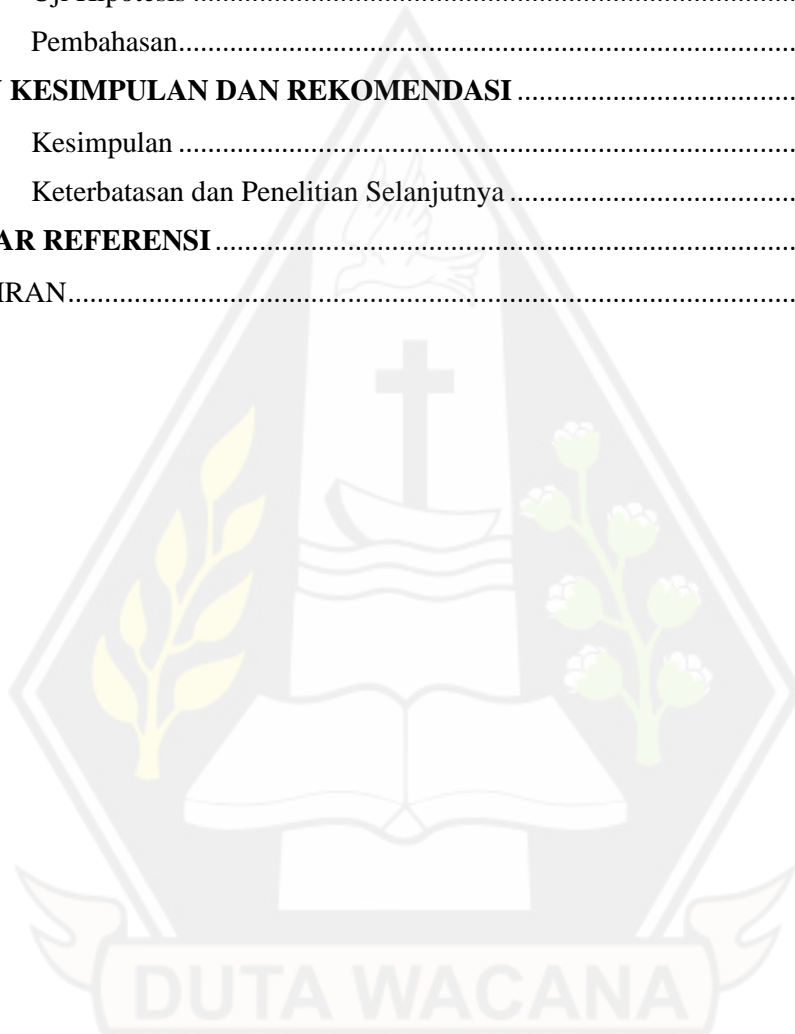 Uji Hipotesis ................................................................................
Pembahasan....................................................................................
KESIMPULAN DAN REKOMENDASI ......................................
Kesimpulan ....................................................................................
Keterbatasan dan Penelitian Selanjutnya .......................................
AR REFERENSI ...............................................................................
IRAN...................................................................................................
DUTA WACANA